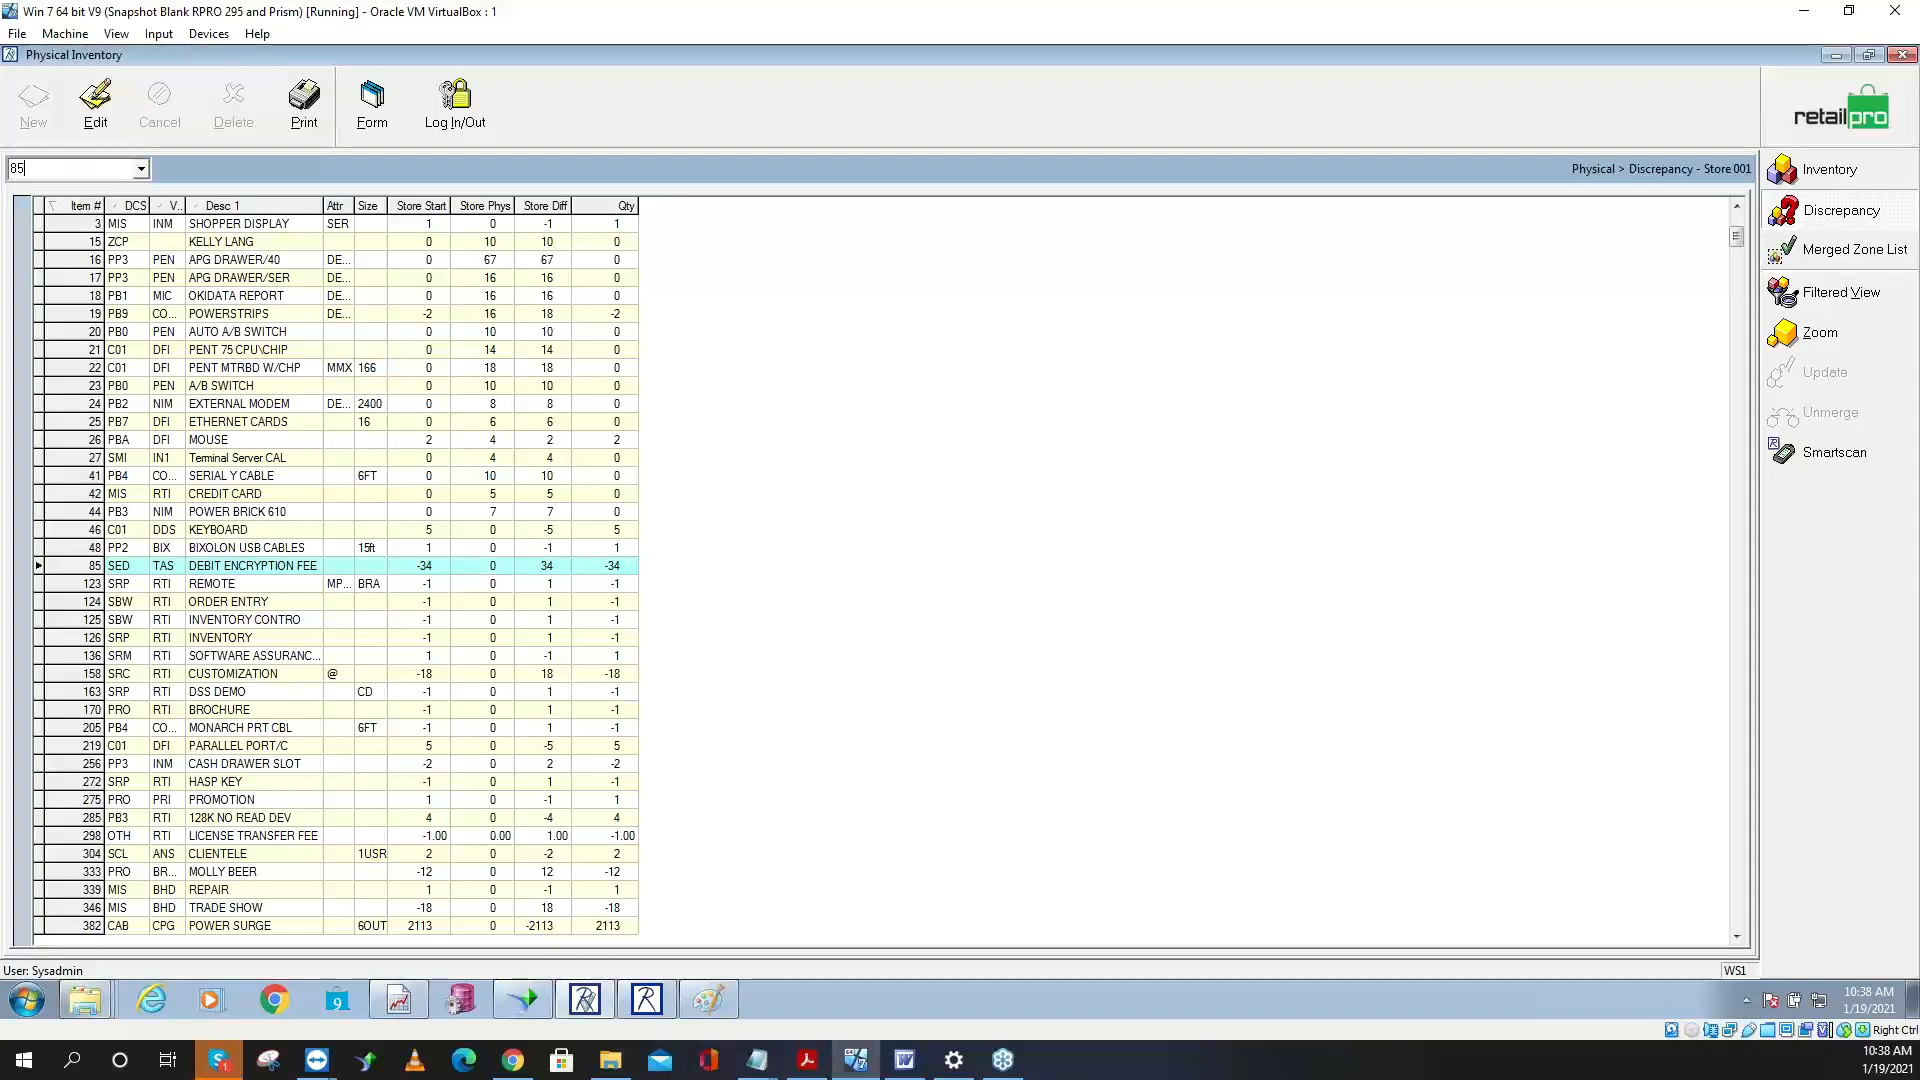 Win 7 64 bit V9 (Snapshot Blank RPRO 295 and Prism) [Running] - Oracle VM VirtualBox : 1
File Machine View Input Devices Help
Physical Inventory
New Edit Cancel Delete Print Form Log In/Out
retailpro
85 Physical > Discrepancy - Store 001
Item # DCS V.. Desc 1 Attr Size Store Start Store Phys Store Diff Qty
3 MIS INM SHOPPER DISPLAY SER 1 0 -1 1
15 ZCP KELLY LANG 0 10 10 0
16 PP3 PEN APG DRAWER/40 DE... 0 67 67 0
17 PP3 PEN APG DRAWER/SER DE... 0 16 16 0
18 PB1 MIC OKIDATA REPORT DE... 0 16 16 0
19 PB9 CO... POWERSTRIPS DE... -2 16 18 -2
20 PB0 PEN AUTO A/B SWITCH 0 10 10 0
21 C01 DFI PENT 75 CPU\CHIP 0 14 14 0
22 C01 DFI PENT MTRBD W/CHP MMX 166 0 18 18 0
23 PB0 PEN A/B SWITCH 0 10 10 0
24 PB2 NIM EXTERNAL MODEM DE... 2400 0 8 8 0
25 PB7 DFI ETHERNET CARDS 16 0 6 6 0
26 PBA DFI MOUSE 2 4 2 2
27 SMI IN1 Terminal Server CAL 0 4 4 0
41 PB4 CO... SERIAL Y CABLE 6FT 0 10 10 0
42 MIS RTI CREDIT CARD 0 5 5 0
44 PB3 NIM POWER BRICK 610 0 7 7 0
46 C01 DDS KEYBOARD 5 0 -5 5
48 PP2 BIX BIXOLON USB CABLES 15ft 1 0 -1 1
85 SED TAS DEBIT ENCRYPTION FEE -34 0 34 -34
123 SRP RTI REMOTE MP... BRA -1 0 1 -1
124 SBW RTI ORDER ENTRY -1 0 1 -1
125 SBW RTI INVENTORY CONTRO -1 0 1 -1
126 SRP RTI INVENTORY -1 0 1 -1
136 SRM RTI SOFTWARE ASSURANC... 1 0 -1 1
158 SRC RTI CUSTOMIZATION @ -18 0 18 -18
163 SRP RTI DSS DEMO CD -1 0 1 -1
170 PRO RTI BROCHURE -1 0 1 -1
205 PB4 CO... MONARCH PRT CBL 6FT -1 0 1 -1
219 C01 DFI PARALLEL PORT/C 5 0 -5 5
256 PP3 INM CASH DRAWER SLOT -2 0 2 -2
272 SRP RTI HASP KEY -1 0 1 -1
275 PRO PRI PROMOTION 1 0 -1 1
285 PB3 RTI 128K NO READ DEV 4 0 -4 4
298 OTH RTI LICENSE TRANSFER FEE -1.00 0.00 1.00 -1.00
304 SCL ANS CLIENTELE 1USR 2 0 -2 2
333 PRO BR... MOLLY BEER -12 0 12 -12
339 MIS BHD REPAIR 1 0 -1 1
346 MIS BHD TRADE SHOW -18 0 18 -18
382 CAB CPG POWER SURGE 6OUT 2113 0 -2113 2113
Inventory
Discrepancy
Merged Zone List
Filtered View
Zoom
Update
Unmerge
Smartscan
User: Sysadmin WS1
10:38 AM
1/19/2021
Right Ctrl
10:38 AM
1/19/2021